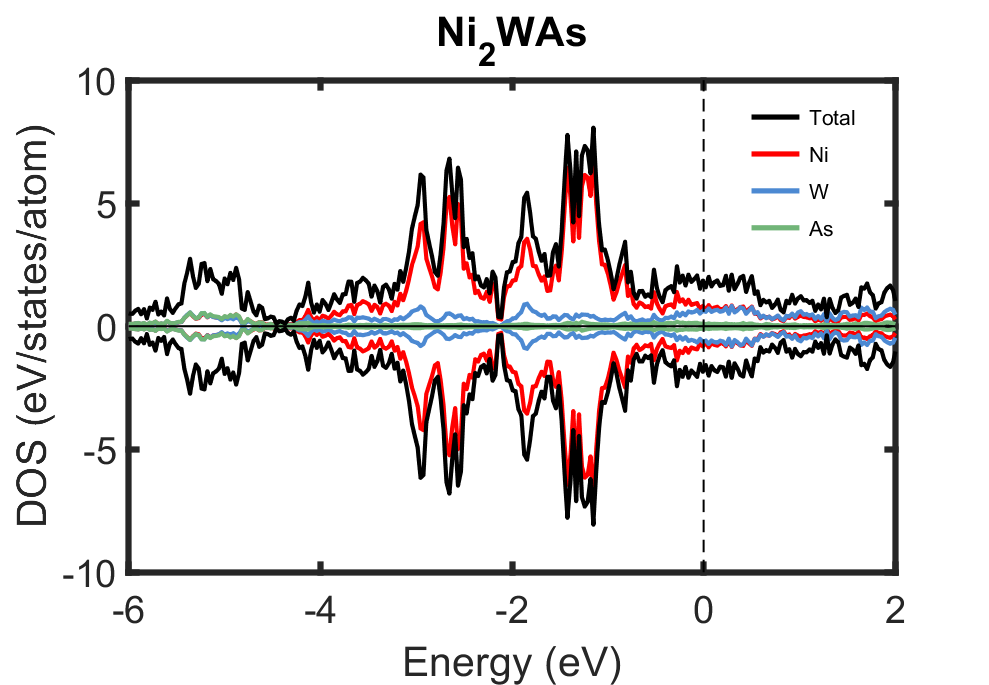 Ni2WAs
DOS (eV/states/atom)
10
5
0
-5
-10
Total
Ni
W
As
-6
-4
-2
0
2
Energy (eV)